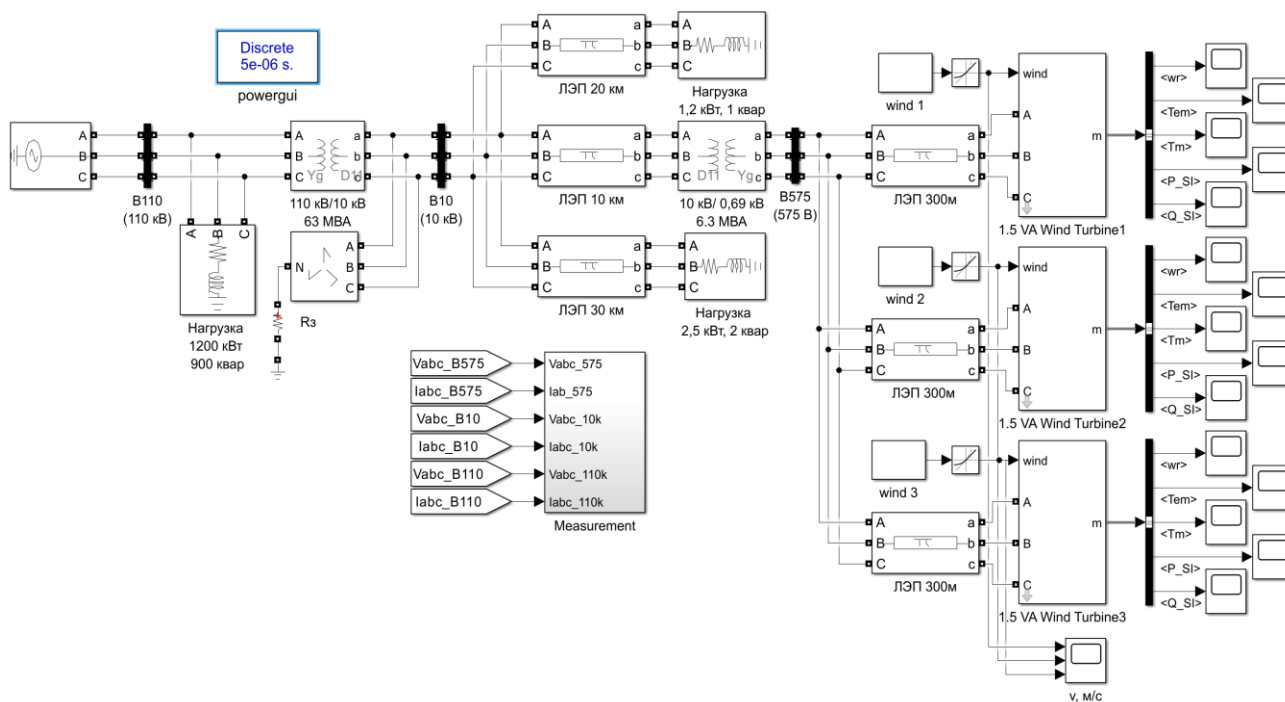 Discrete
5e-06 s.
powergui
A
B
C
B110
(110 кВ)
A
B
C
Yg
D11
a
b
c
110 кВ/10 кВ
63 МВА
B10
(10 кВ)
A
B
C
Нагрузка
1200 кВт
900 квар
N
A
B
C
Rз
A
B
C
a
b
c
ЛЭП 20 км
A
B
C
Нагрузка
1,2 кВт, 1 квар
A
B
C
a
b
c
ЛЭП 10 км
A
B
C
D11
Yg
a
b
c
10 кВ/ 0,69 кВ
6.3 МВА
B575
(575 В)
A
B
C
a
b
c
ЛЭП 30 км
A
B
C
Нагрузка
2,5 кВт, 2 квар
Vabc_B575
Iabc_B575
Vabc_B10
Iabc_B10
Vabc_B110
Iabc_B110
Vabc_575
Iab_575
Vabc_10k
Iabc_10k
Vabc_110k
Iabc_110k
Measurement
wind 1
A
B
C
a
b
c
ЛЭП 300м
wind
A
B
C
m
1.5 VA Wind Turbine1
<wr>
<Tem>
<Tm>
<P_SI>
<Q_SI>
wind 2
A
B
C
a
b
c
ЛЭП 300м
wind
A
B
C
m
1.5 VA Wind Turbine2
<wr>
<Tem>
<Tm>
<P_SI>
<Q_SI>
wind 3
A
B
C
a
b
c
ЛЭП 300м
wind
A
B
C
m
1.5 VA Wind Turbine3
<wr>
<Tem>
<Tm>
<P_SI>
<Q_SI>
v, м/с